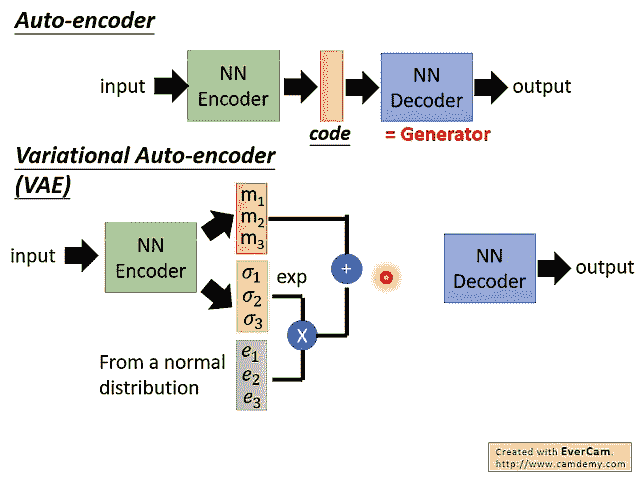 Auto-encoder
input
NN
Encoder
code
NN
Decoder
output
= Generator
Variational Auto-encoder
(VAE)
input
NN
Encoder
m₁
m₂
m₃
σ₁
σ₂
σ₃
exp
+
X
From a normal
distribution
e₁
e₂
e₃
NN
Decoder
output
Created with EverCam.
http://www.camdemy.com